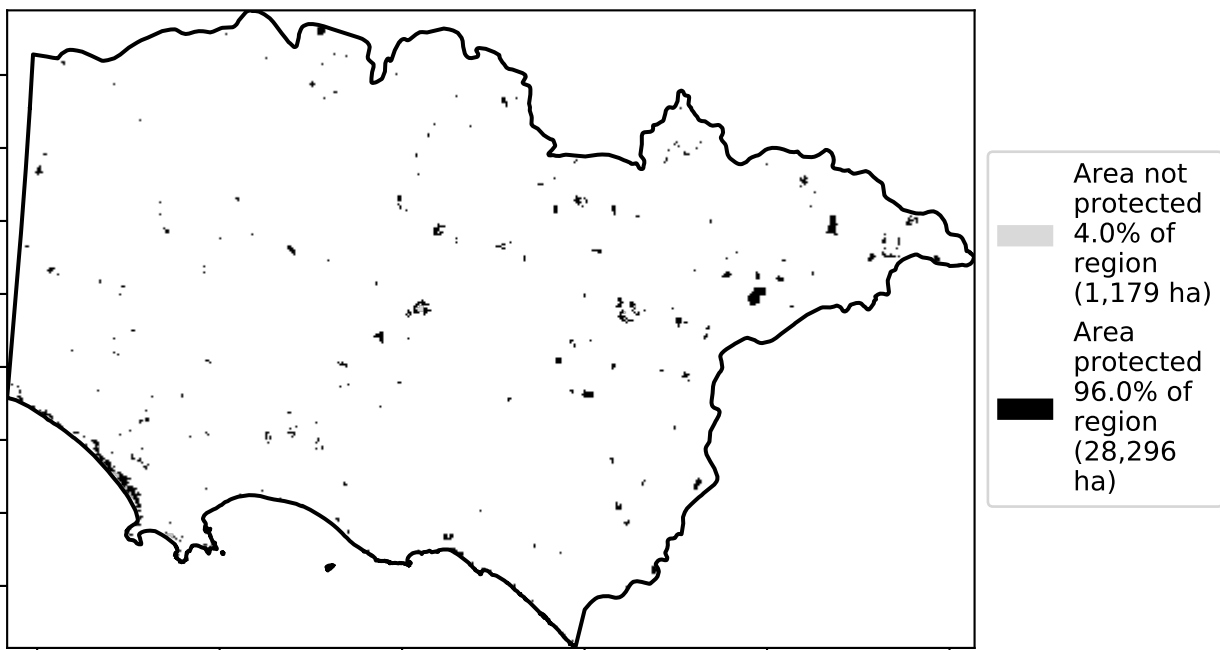 Area not
protected
4.0% of
region
(1,179 ha)
Area
protected
96.0% of
region
(28,296
ha)